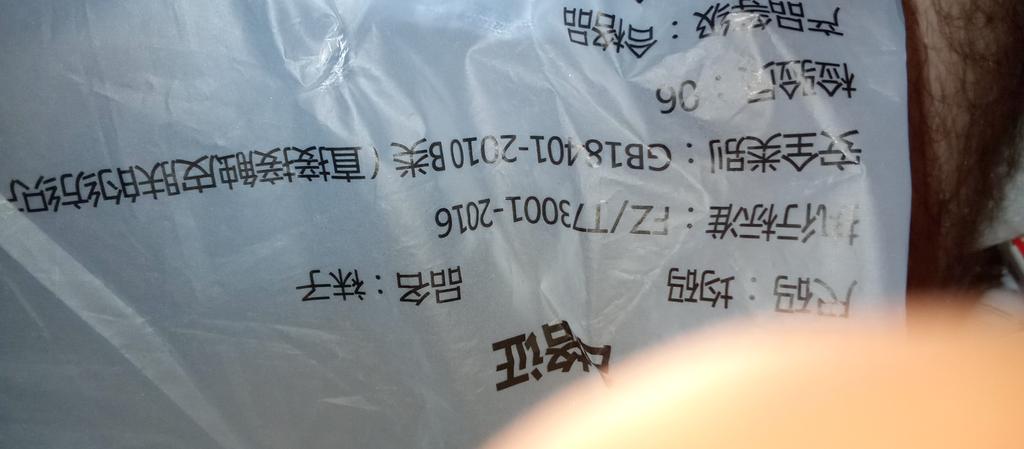 格证
尺码：均码 品名：袜子
执行标准：FZ/T73001-2016
安全类别：GB18401-2010B类（直接接触皮肤的纺织
检验员：06
产品等级：合格品